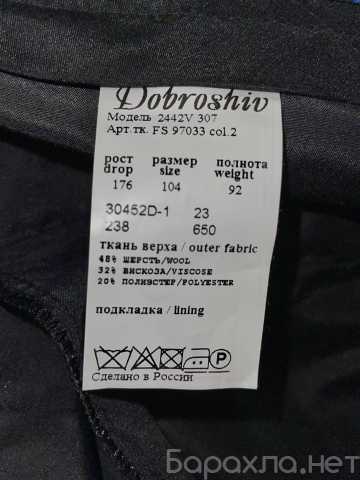 Dobroshiv
Модель 2442V 307
Арт.тк. FS 97033 col.2
рост размер полнота
drop size weight
176 104 92
30452D-1 23
238 650
ткань верха / outer fabric
48% ШЕРСТЬ/WOOL
32% ВИСКОЗА/VISCOSE
20% ПОЛИЭСТЕР/POLYESTER
подкладка / lining
P
Сделано в России
Барахла.нет